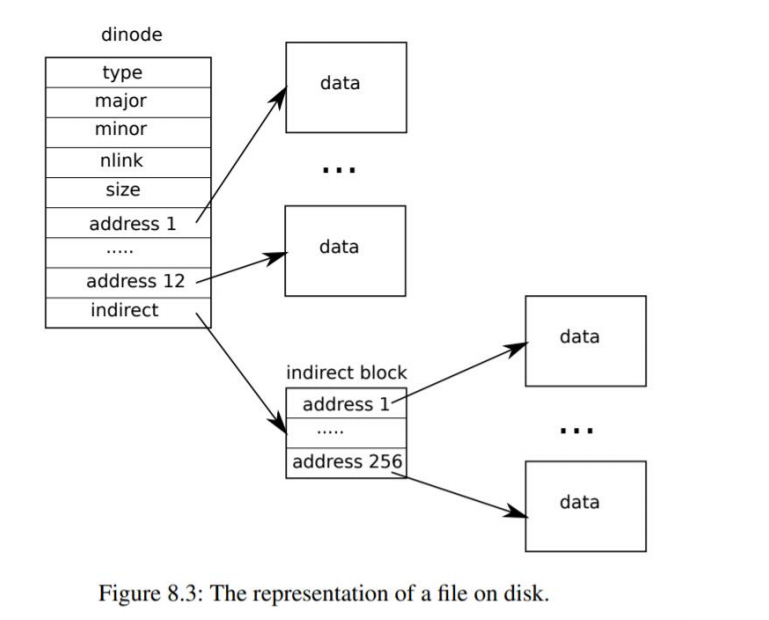 dinode
type
major
minor
nlink
size
address 1
.....
address 12
indirect
data
...
data
indirect block
address 1
.....
address 256
data
...
data
Figure 8.3: The representation of a file on disk.